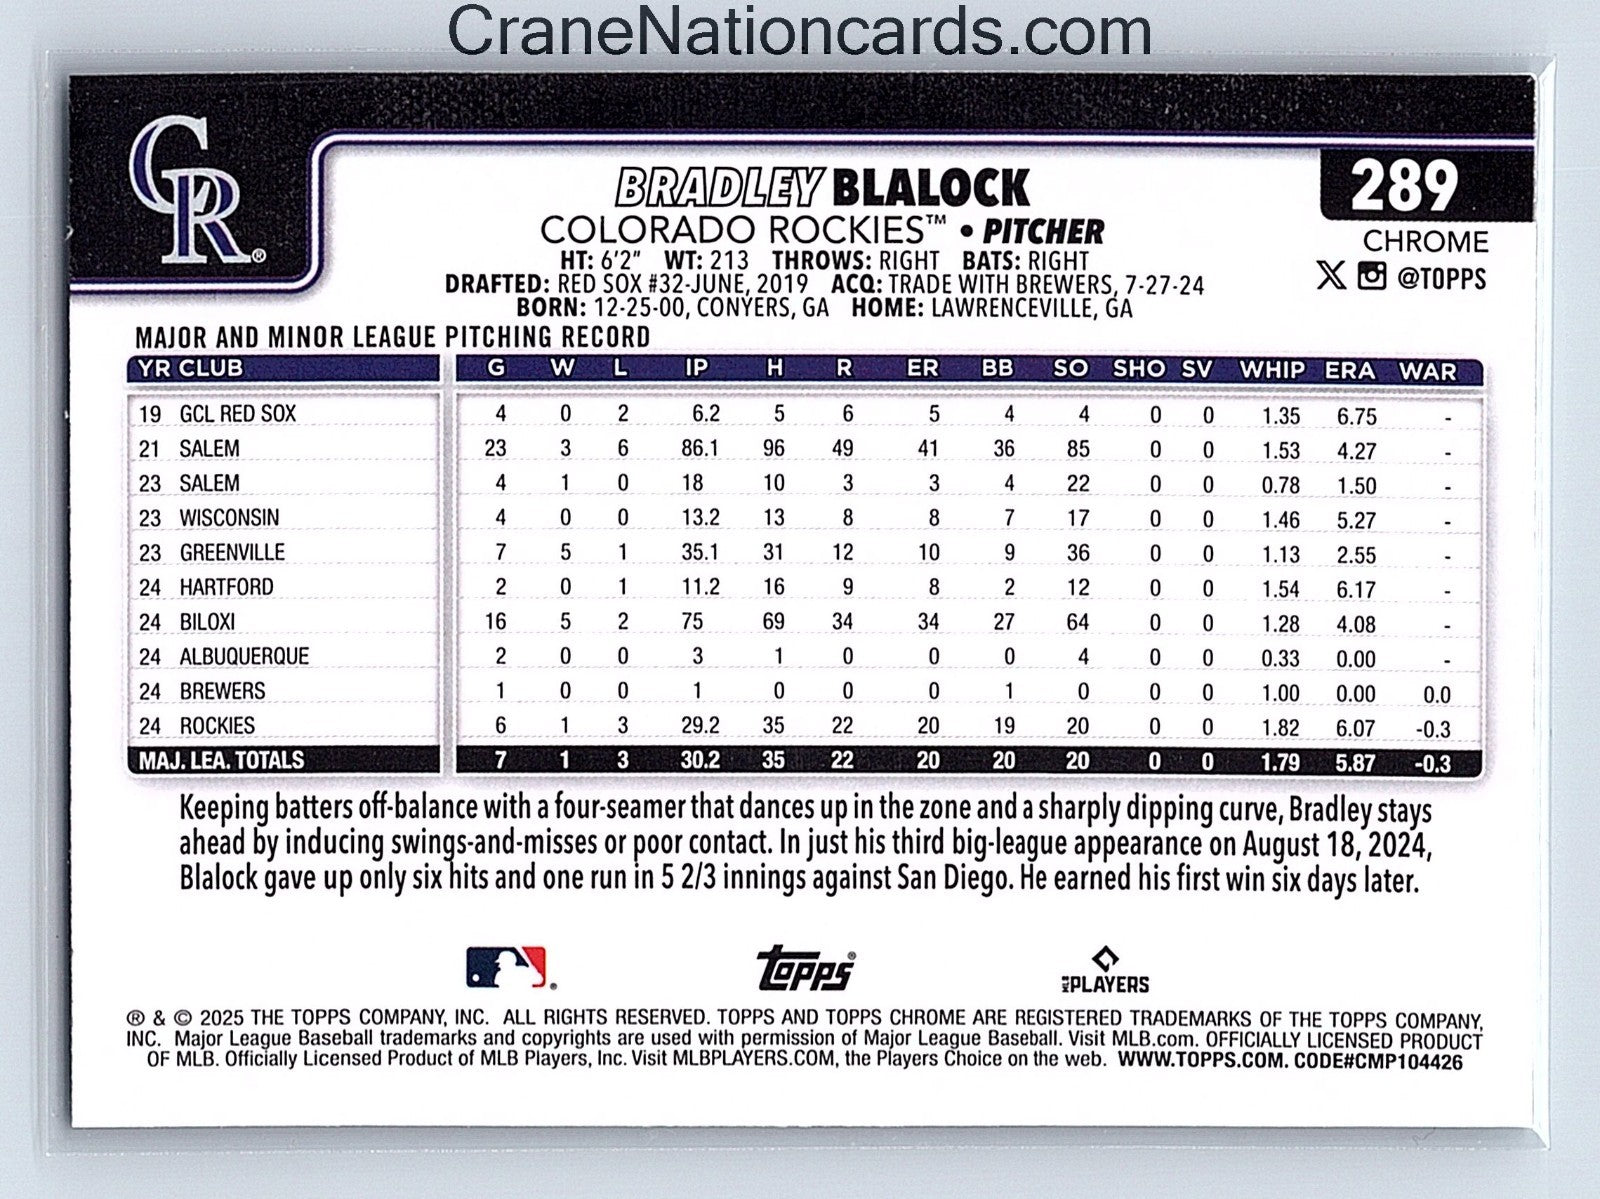 CraneNationcards.com
CR®
BRADLEY BLALOCK
289
COLORADO ROCKIES™ • PITCHER
CHROME
HT: 6'2" WT: 213 THROWS: RIGHT BATS: RIGHT
@TOPPS
DRAFTED: RED SOX #32-JUNE, 2019 ACQ: TRADE WITH BREWERS, 7-27-24
BORN: 12-25-00, CONYERS, GA HOME: LAWRENCEVILLE, GA
MAJOR AND MINOR LEAGUE PITCHING RECORD
YR CLUB G W L IP H R ER BB SO SHO SV WHIP ERA WAR
19 GCL RED SOX 4 0 2 6.2 5 6 5 4 4 0 0 1.35 6.75 -
21 SALEM 23 3 6 86.1 96 49 41 36 85 0 0 1.53 4.27 -
23 SALEM 4 1 0 18 10 3 3 4 22 0 0 0.78 1.50 -
23 WISCONSIN 4 0 0 13.2 13 8 8 7 17 0 0 1.46 5.27 -
23 GREENVILLE 7 5 1 35.1 31 12 10 9 36 0 0 1.13 2.55 -
24 HARTFORD 2 0 1 11.2 16 9 8 2 12 0 0 1.54 6.17 -
24 BILOXI 16 5 2 75 69 34 34 27 64 0 0 1.28 4.08 -
24 ALBUQUERQUE 2 0 0 3 1 0 0 0 4 0 0 0.33 0.00 -
24 BREWERS 1 0 0 1 0 0 0 1 0 0 0 1.00 0.00 0.0
24 ROCKIES 6 1 3 29.2 35 22 20 19 20 0 0 1.82 6.07 -0.3
MAJ. LEA. TOTALS 7 1 3 30.2 35 22 20 20 20 0 0 1.79 5.87 -0.3
Keeping batters off-balance with a four-seamer that dances up in the zone and a sharply dipping curve, Bradley stays
ahead by inducing swings-and-misses or poor contact. In just his third big-league appearance on August 18, 2024,
Blalock gave up only six hits and one run in 5 2/3 innings against San Diego. He earned his first win six days later.
Topps®
MLB PLAYERS
® & © 2025 THE TOPPS COMPANY, INC. ALL RIGHTS RESERVED. TOPPS AND TOPPS CHROME ARE REGISTERED TRADEMARKS OF THE TOPPS COMPANY,
INC. Major League Baseball trademarks and copyrights are used with permission of Major League Baseball. Visit MLB.com. OFFICIALLY LICENSED PRODUCT
OF MLB. Officially Licensed Product of MLB Players, Inc. Visit MLBPLAYERS.COM, the Players Choice on the web. WWW.TOPPS.COM. CODE#CMP104426